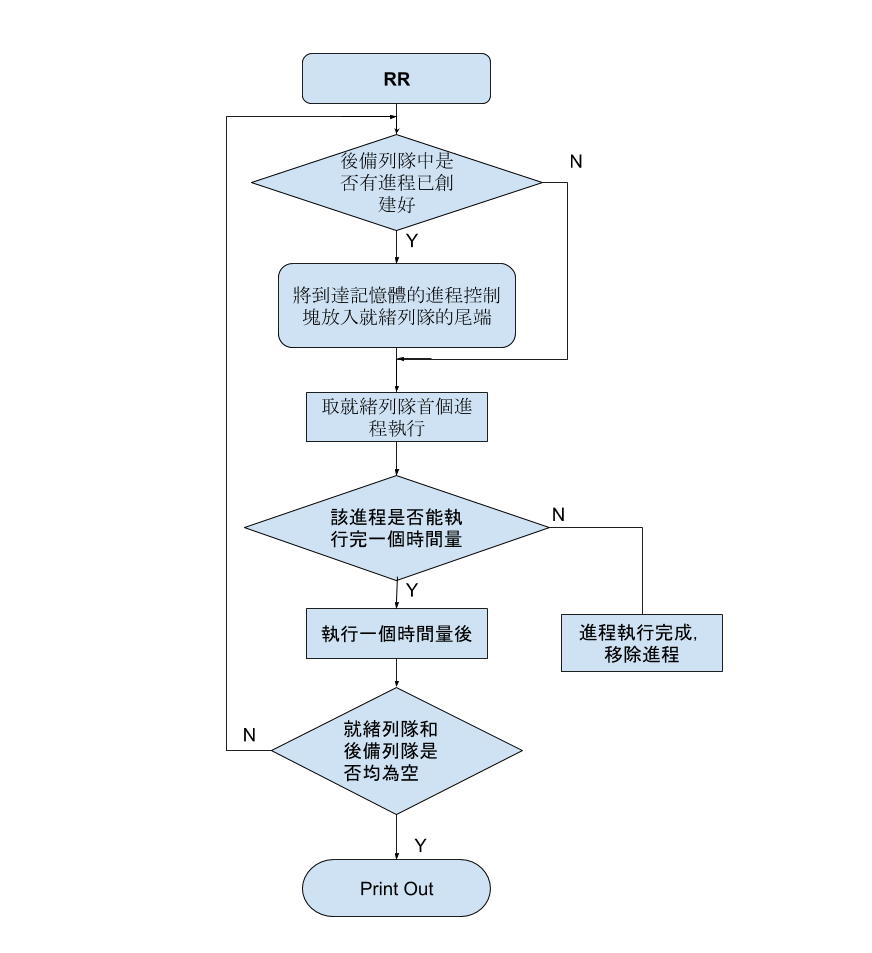 RR
後備列隊中是
否有進程已創
建好
N
Y
將到達記憶體的進程控制
塊放入就緒列隊的尾端
取就緒列隊首個進
程執行
該進程是否能執
行完一個時間量
N
Y
執行一個時間量後
進程執行完成,
移除進程
就緒列隊和
後備列隊是
否均為空
N
Y
Print Out